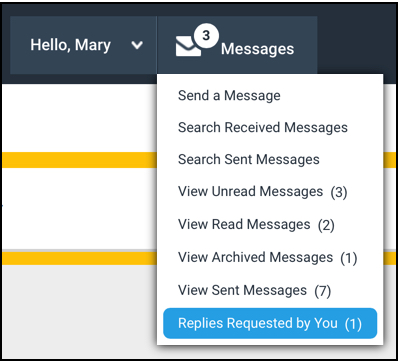 Hello, Mary
3
Messages
Send a Message
Search Received Messages
Search Sent Messages
View Unread Messages (3)
View Read Messages (2)
View Archived Messages (1)
View Sent Messages (7)
Replies Requested by You (1)